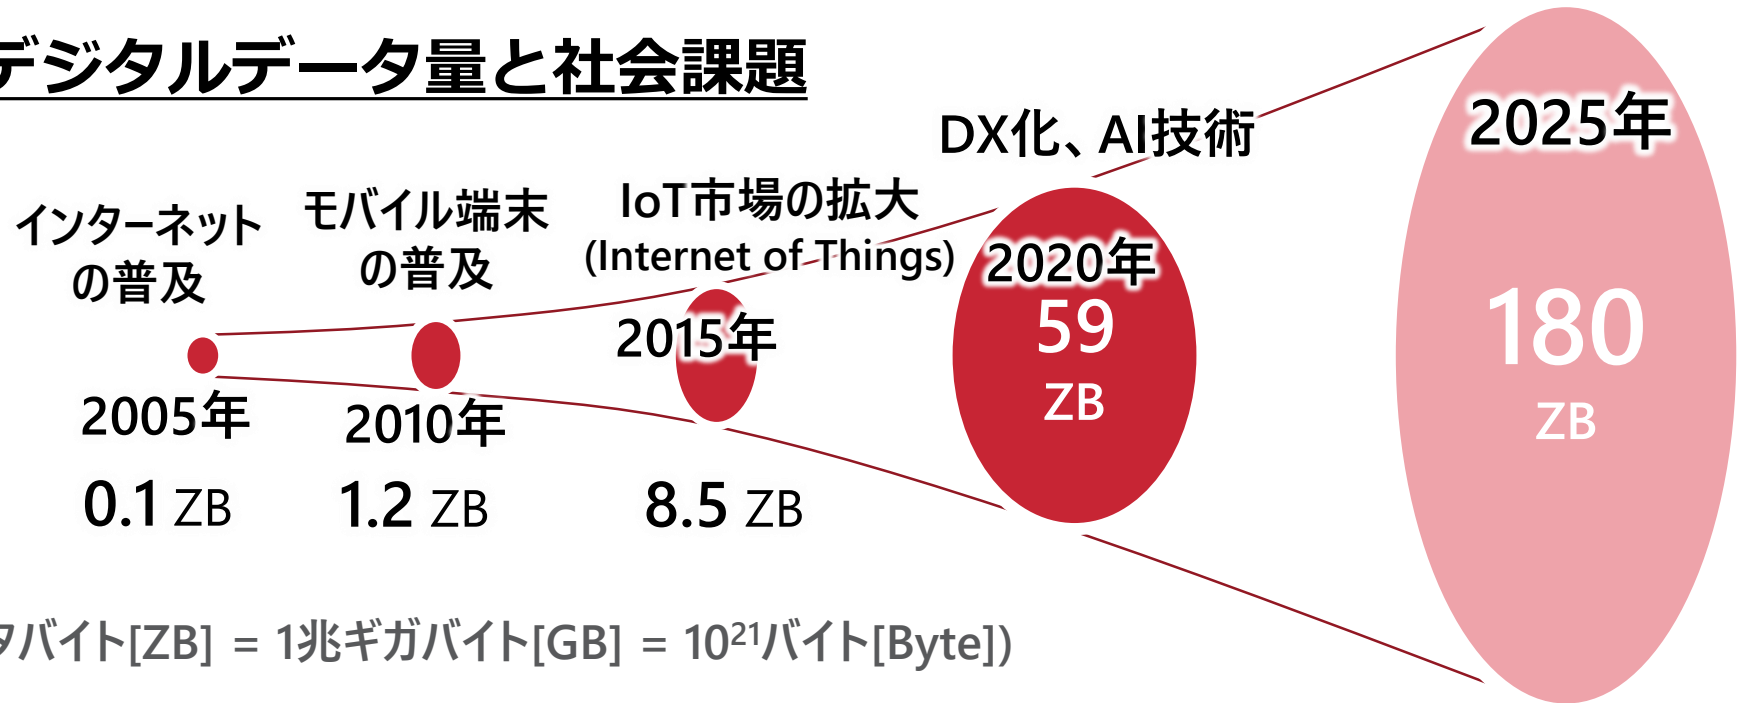 デジタルデータ量と社会課題
インターネット
の普及
2005年
0.1 ZB
モバイル端末
の普及
2010年
1.2 ZB
IoT市場の拡大
(Internet of Things)
2015年
8.5 ZB
DX化、AI技術
2020年
59
ZB
2025年
180
ZB
タバイト[ZB] = 1兆ギガバイト[GB] = 10²¹バイト[Byte])